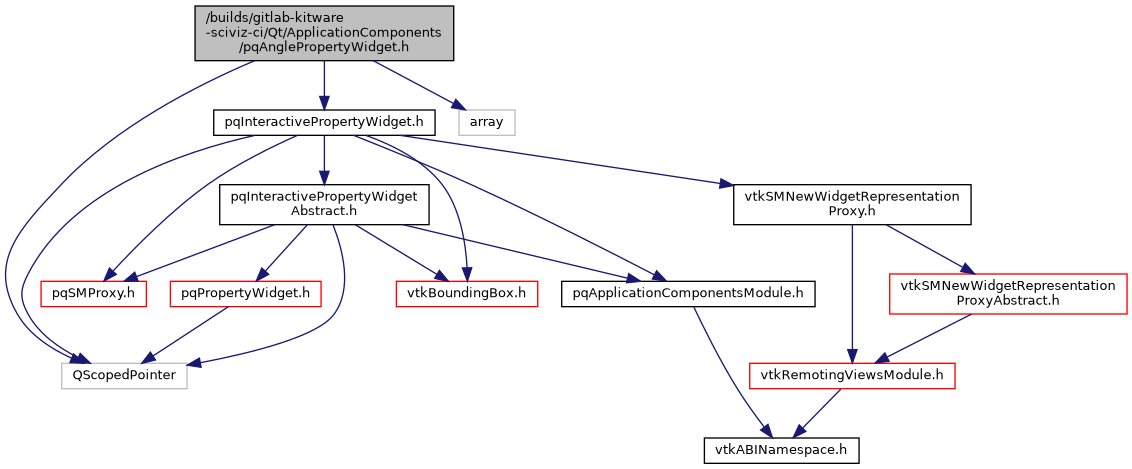 /builds/gitlab-kitware
-sciviz-ci/Qt/ApplicationComponents
/pqAnglePropertyWidget.h
pqInteractivePropertyWidget.h
array
pqInteractivePropertyWidget
Abstract.h
vtkSMNewWidgetRepresentation
Proxy.h
pqSMProxy.h
pqPropertyWidget.h
vtkBoundingBox.h
pqApplicationComponentsModule.h
vtkSMNewWidgetRepresentation
ProxyAbstract.h
QScopedPointer
vtkRemotingViewsModule.h
vtkABINamespace.h